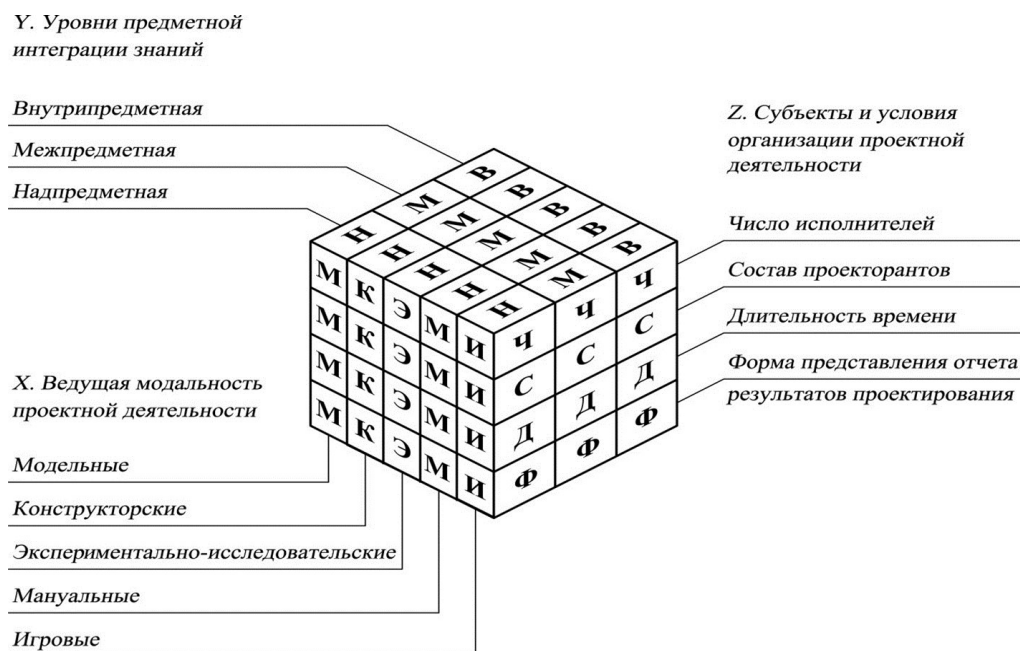 Y. Уровни предметной
интеграции знаний
Внутрипредметная
Межпредметная
Надпредметная
Z. Субъекты и условия
организации проектной
деятельности
Число исполнителей
Состав проекторантов
Длительность времени
Форма представления отчета
результатов проектирования
X. Ведущая модальность
проектной деятельности
Модельные
Конструкторские
Экспериментально-исследовательские
Мануальные
Игровые
Н М В
Н М В
Н М В
Н М В
Н М В
М К Э М И
М К Э М И
М К Э М И
М К Э М И
Ч Ч Ч
С С С
Д Д Д
Ф Ф Ф